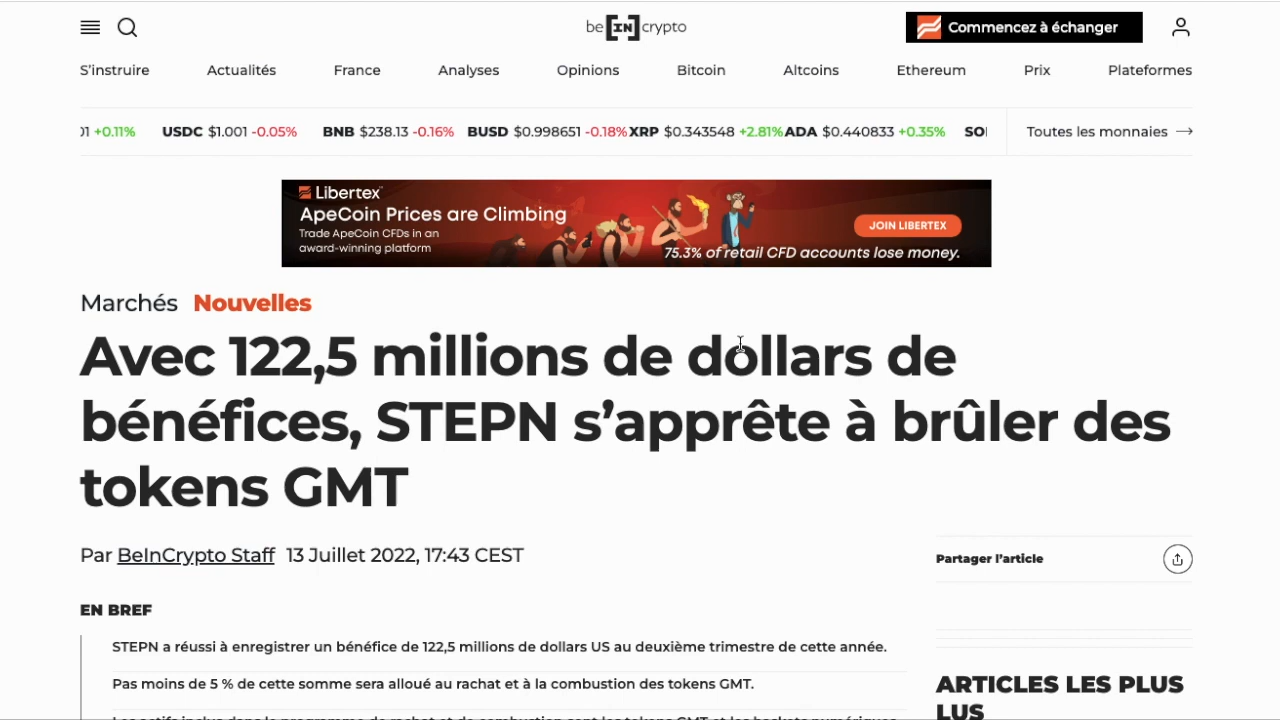 be[IN]crypto
Commencez à échanger
S'instruire Actualités France Analyses Opinions Bitcoin Altcoins Ethereum Prix Plateformes
+0.11% USDC $1.001 -0.05% BNB $238.13 -0.16% BUSD $0.998651 -0.18% XRP $0.343548 +2.81% ADA $0.440833 +0.35% Toutes les monnaies →
Libertex
ApeCoin Prices are Climbing
Trade ApeCoin CFDs in an
award-winning platform
JOIN LIBERTEX
75.3% of retail CFD accounts lose money.
Marchés Nouvelles
Avec 122,5 millions de dollars de
bénéfices, STEPN s’apprête à brûler des
tokens GMT
Par BeInCrypto Staff 13 Juillet 2022, 17:43 CEST
Partager l’article
EN BREF
STEPN a réussi à enregistrer un bénéfice de 122,5 millions de dollars US au deuxième trimestre de cette année.
Pas moins de 5 % de cette somme sera alloué au rachat et à la combustion des tokens GMT.
ARTICLES LES PLUS
LUS